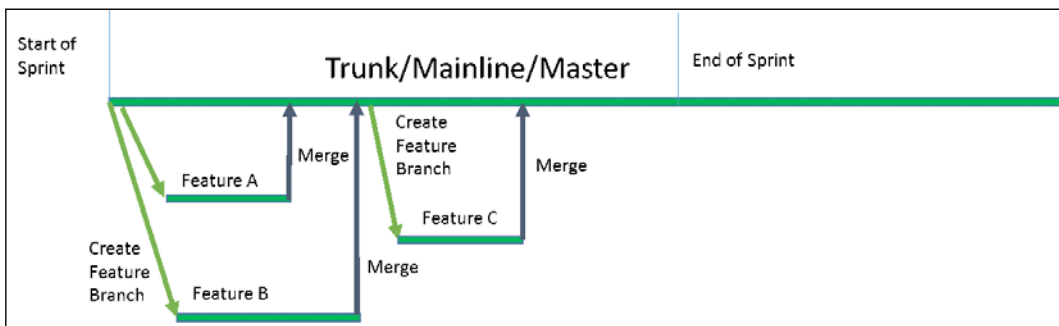 Start of
Sprint
Trunk/Mainline/Master
End of Sprint
Create
Feature
Branch
Merge
Merge
Feature A
Feature C
Create
Feature
Branch
Merge
Feature B